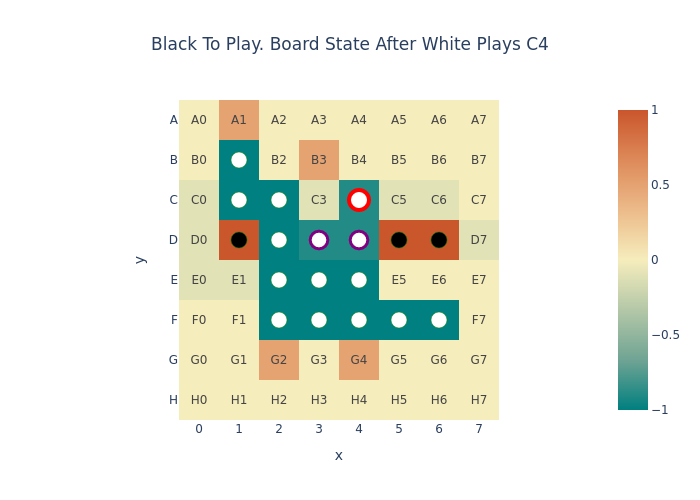 Black To Play. Board State After White Plays C4
A A0 A1 A2 A3 A4 A5 A6 A7
B B0 B2 B3 B4 B5 B6 B7
C C0 C3 C5 C6 C7
D D0 D7
E E0 E1 E5 E6 E7
F F0 F1 F7
G G0 G1 G2 G3 G4 G5 G6 G7
H H0 H1 H2 H3 H4 H5 H6 H7
0 1 2 3 4 5 6 7
x
y
1
0.5
0
−0.5
−1